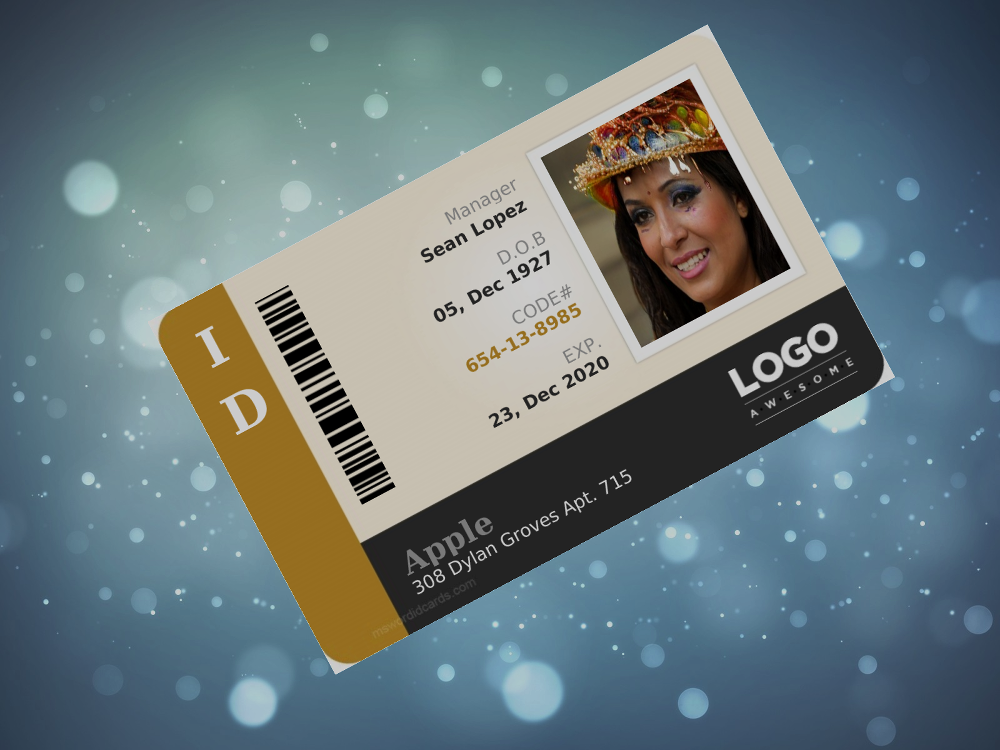 I
D
Manager
Sean Lopez
D.O.B
05, Dec 1927
CODE#
654-13-8985
EXP.
23, Dec 2020
LOGO
A•W•E•S•O•M•E
Apple
308 Dylan Groves Apt. 715
mswordidcards.com